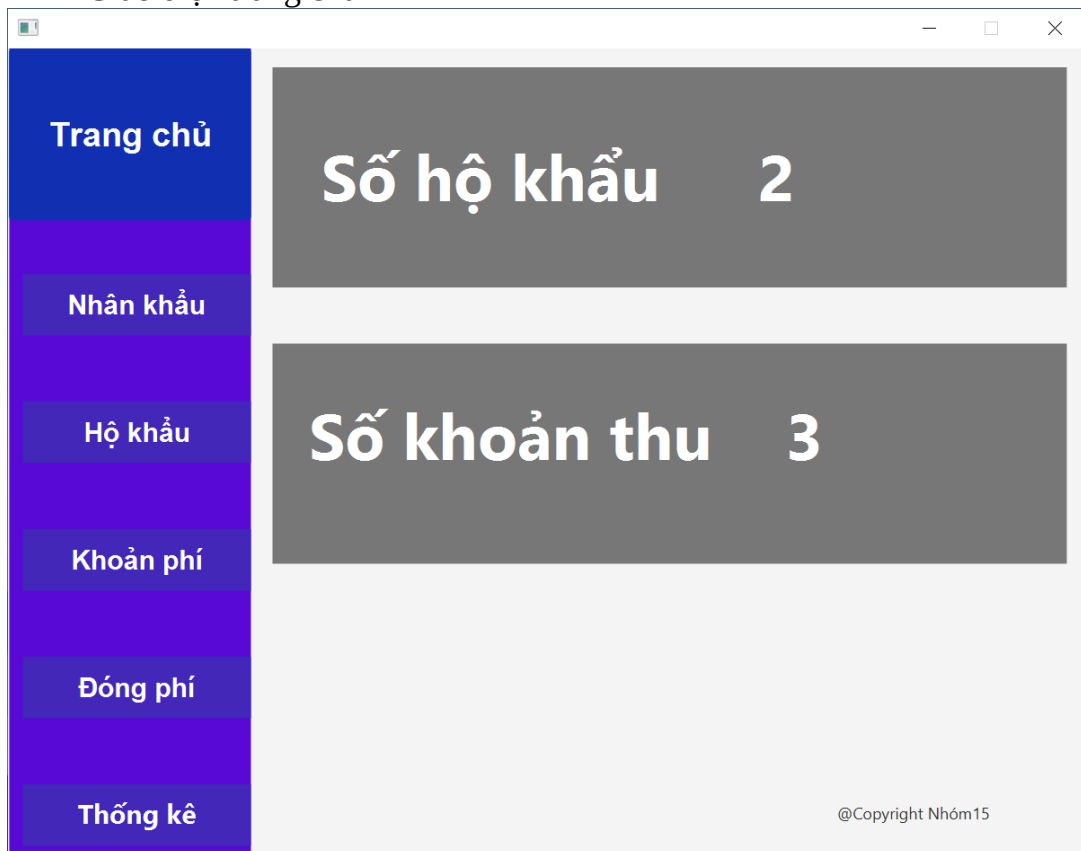 Trang chủ
Nhân khẩu
Hộ khẩu
Khoản phí
Đóng phí
Thống kê
Số hộ khẩu 2
Số khoản thu 3
@Copyright Nhóm15